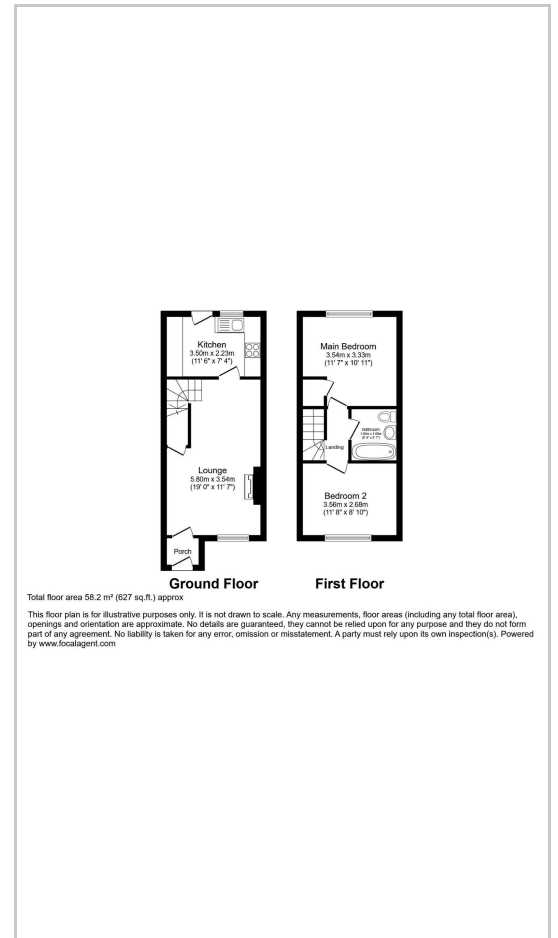 Kitchen
3.50m x 2.23m
(11' 6" x 7' 4")
Lounge
5.80m x 3.54m
(19' 0" x 11' 7")
Porch
Ground Floor
Main Bedroom
3.54m x 3.33m
(11' 7" x 10' 11")
Bathroom
Landing
Bedroom 2
3.56m x 2.68m
(11' 8" x 8' 10")
First Floor
Total floor area 58.2 m² (627 sq.ft.) approx
This floor plan is for illustrative purposes only. It is not drawn to scale. Any measurements, floor areas (including any total floor area),
openings and orientation are approximate. No details are guaranteed, they cannot be relied upon for any purpose and they do not form
part of any agreement. No liability is taken for any error, omission or misstatement. A party must rely upon its own inspection(s). Powered
by www.focalagent.com